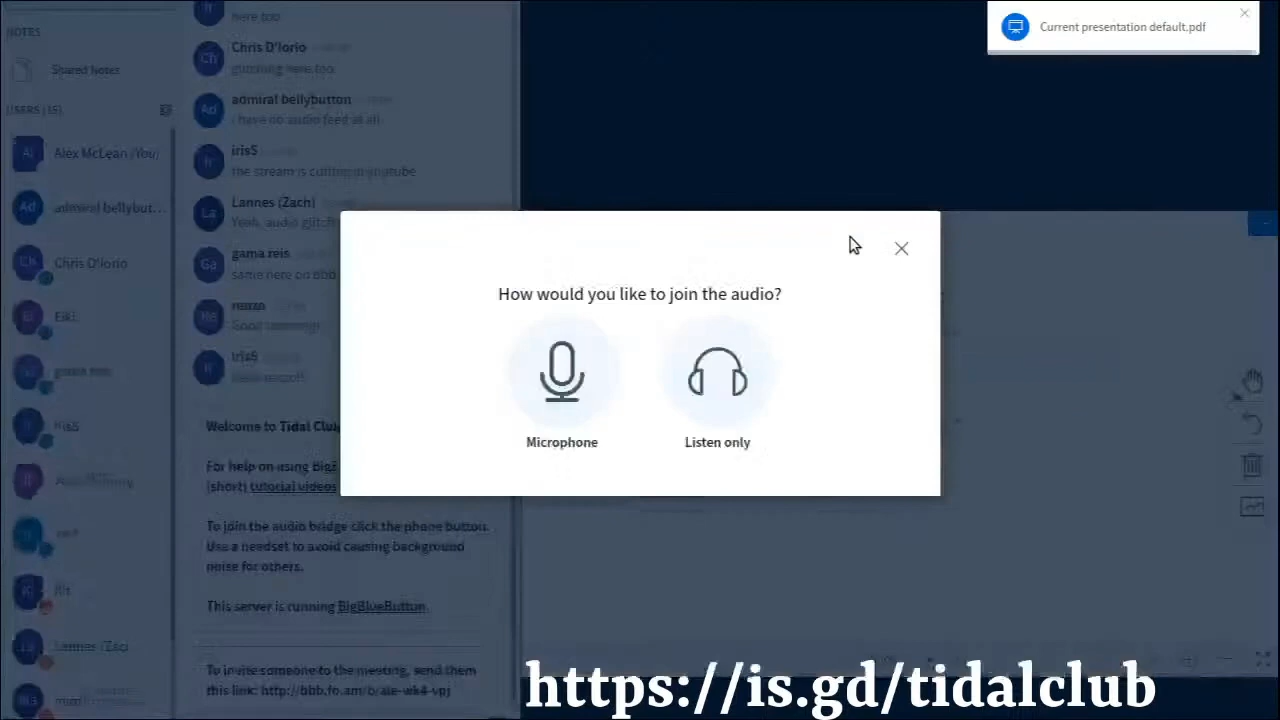 Current presentation default.pdf
NOTES
Shared Notes
USERS (15)
Alex McLean (You)
admiral bellybut...
Chris D'Iorio
Eiki
gama reis
iris5
Lannes (Zac)
here too
Chris D'Iorio
glitching here too
admiral bellybutton
i have no audio feed at all
iris5
the stream is cutting in youtube
Lannes (Zach)
Yeah, audio glitch
gama reis
same here on bbb
renzo
iris5
Welcome to Tidal Club
For help on using Big
(short) tutorial videos
To join the audio bridge click the phone button.
Use a headset to avoid causing background
noise for others.
This server is running BigBlueButton.
To invite someone to the meeting, send them
this link: http://bbb.fo.am/b/ale-wk4-vpj
How would you like to join the audio?
Microphone
Listen only
https://is.gd/tidalclub